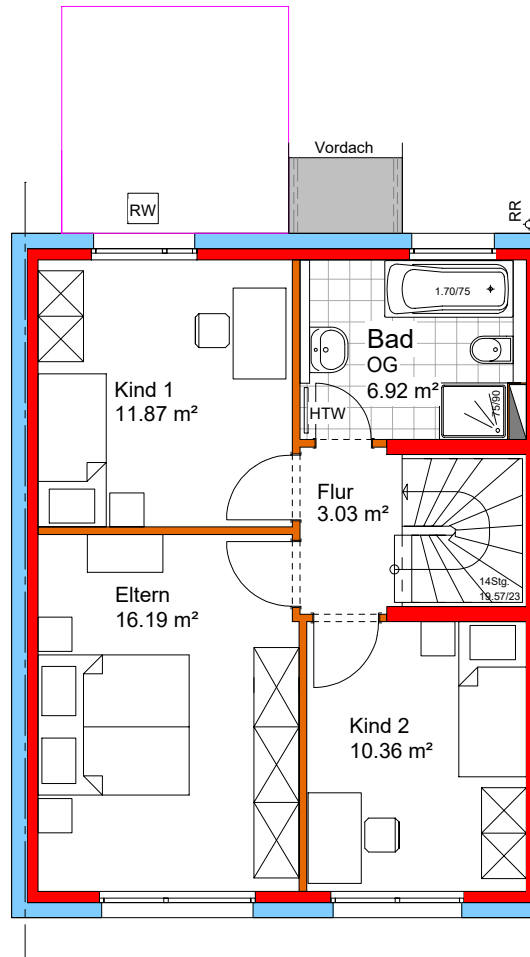 Vordach
RW
RR
1.70/75
Bad
OG
6.92 m²
75/90
HTW
Kind 1
11.87 m²
Flur
3.03 m²
14Stg.
19.57/23
Eltern
16.19 m²
Kind 2
10.36 m²